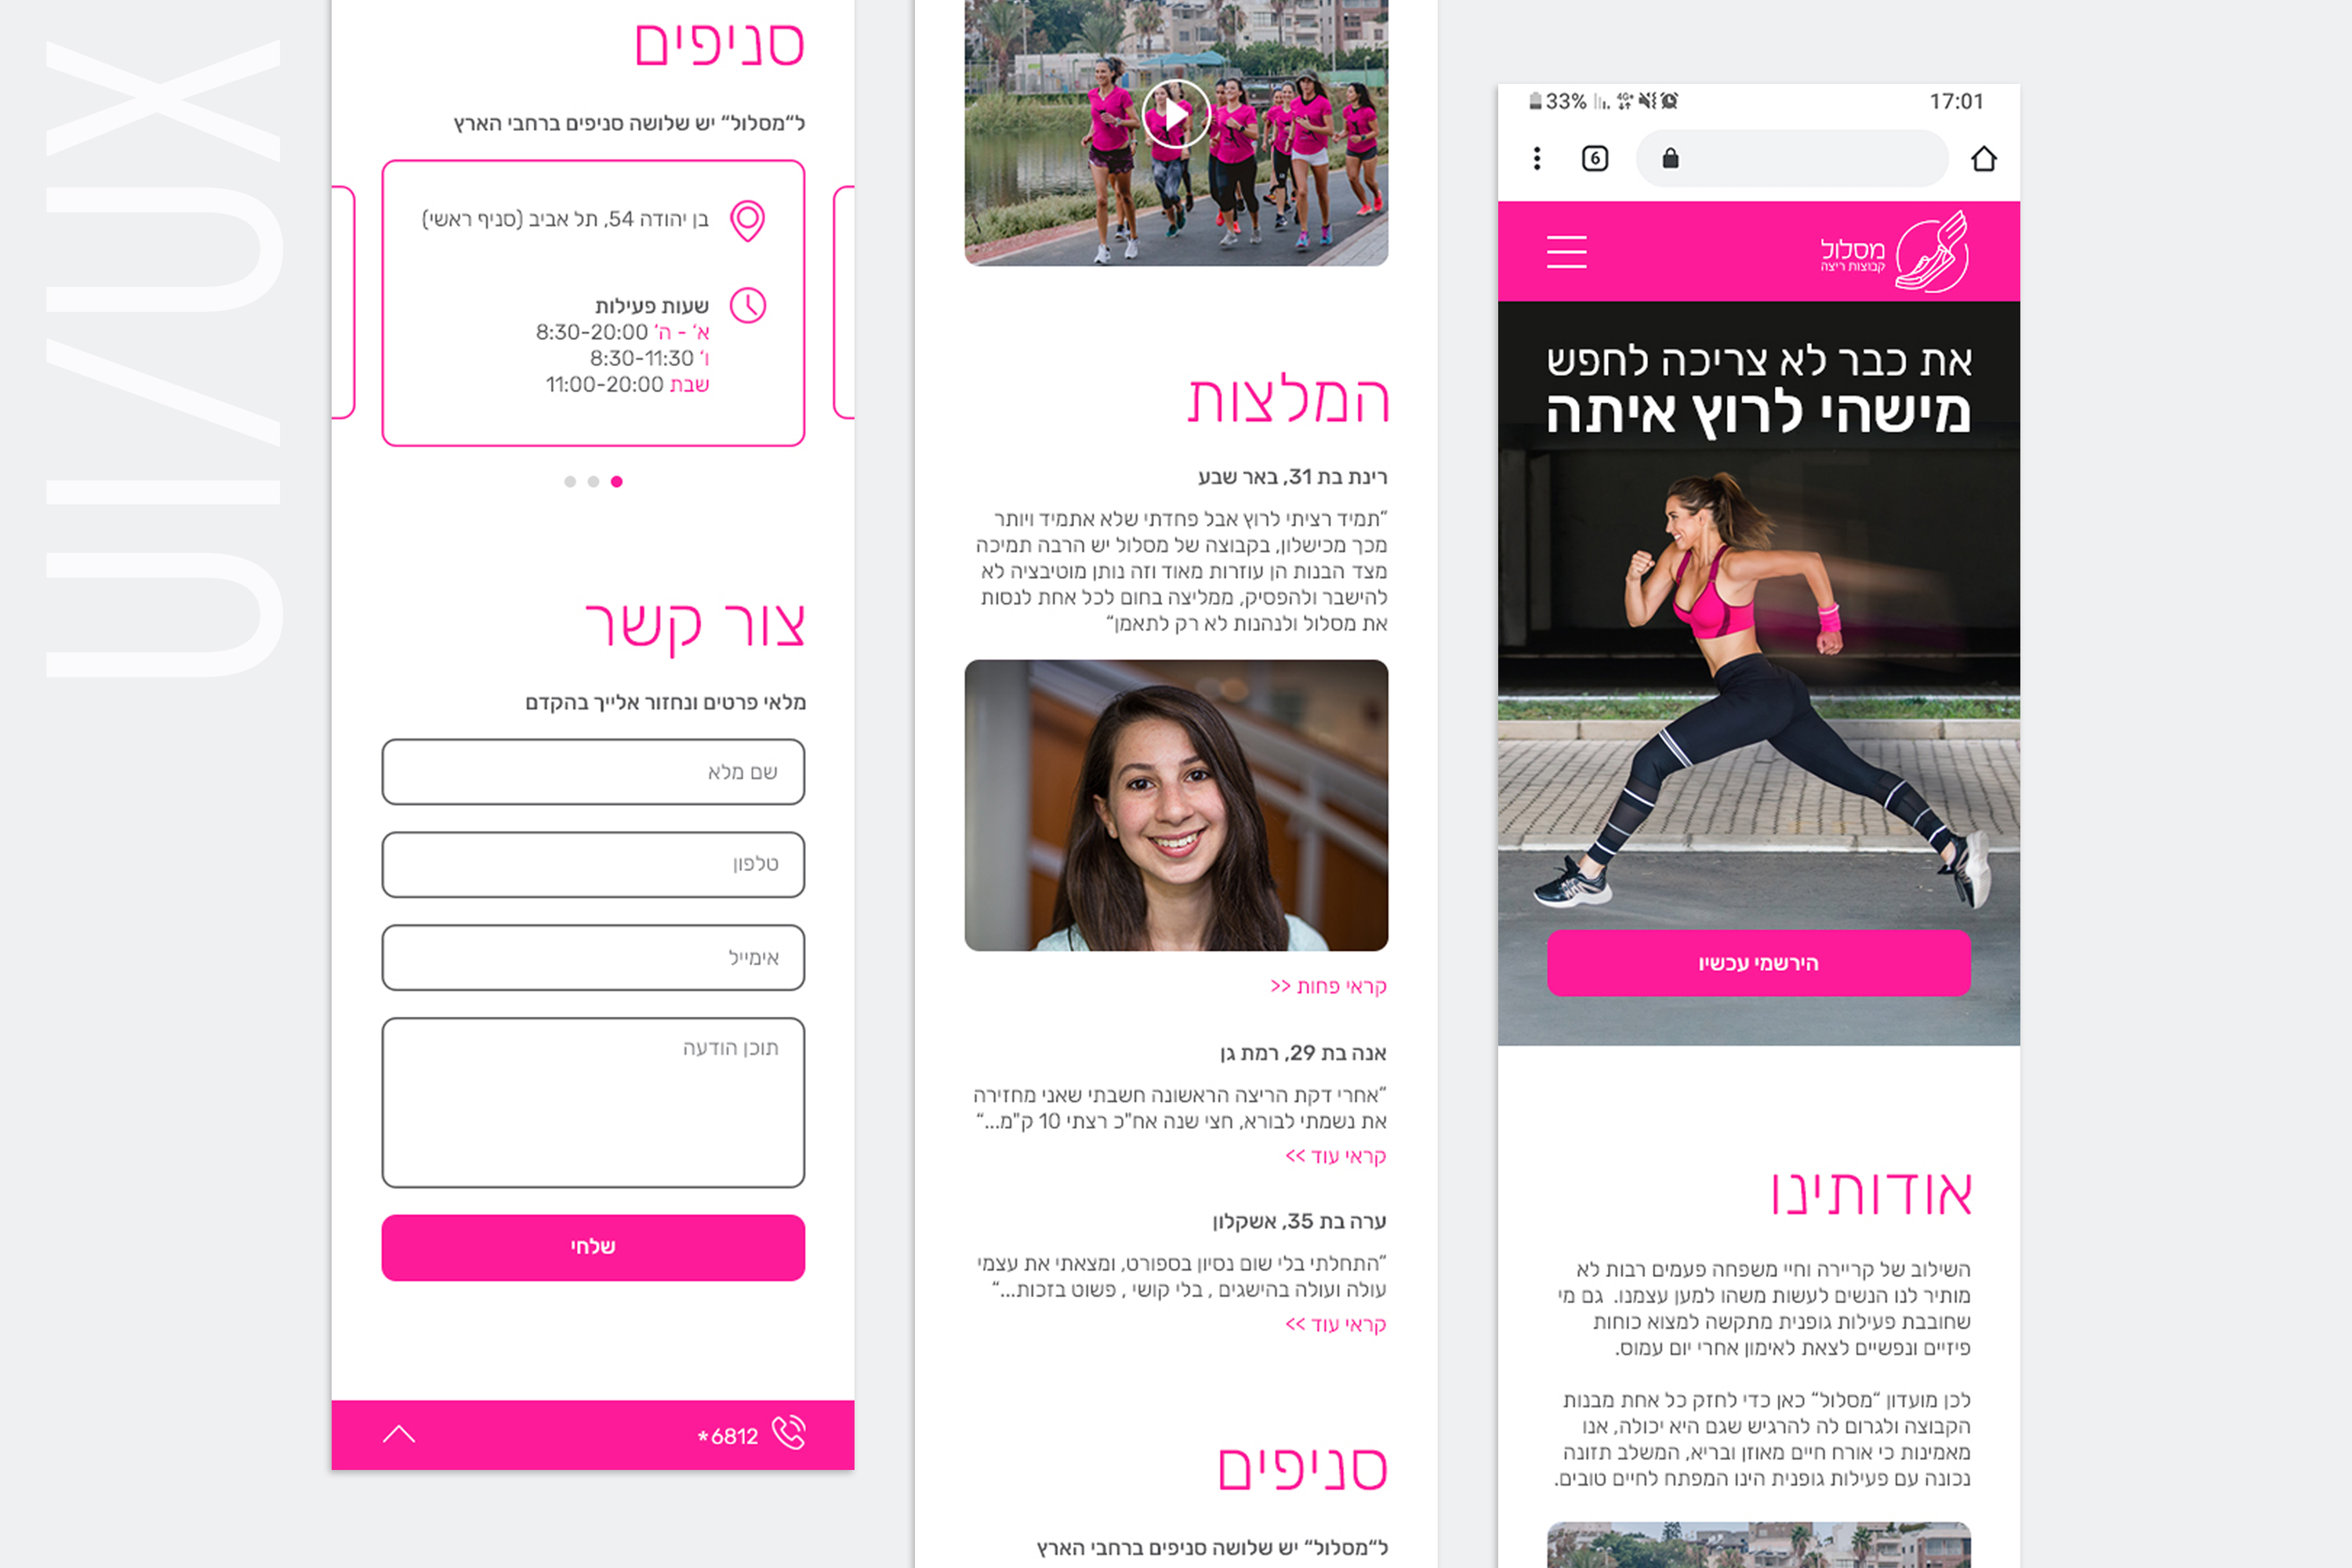 UI/UX
33%
4G+
17:01
6
מסלול
קבוצות ריצה
את כבר לא צריכה לחפש
מישהי לרוץ איתה
הירשמי עכשיו
אודותינו
השילוב של קריירה וחיי משפחה פעמים רבות לא
מותיר לנו הנשים לעשות משהו למען עצמנו. גם מי
שחובבת פעילות גופנית מתקשה למצוא כוחות
פיזיים ונפשיים לצאת לאימון אחרי יום עמוס.
לכן מועדון “מסלול“ כאן כדי לחזק כל אחת מבנות
הקבוצה ולגרום לה להרגיש שגם היא יכולה, אנו
מאמינות כי אורח חיים מאוזן ובריא, המשלב תזונה
נכונה עם פעילות גופנית הינו המפתח לחיים טובים.
המלצות
רינת בת 31, באר שבע
“תמיד רציתי לרוץ אבל פחדתי שלא אתמיד ויותר
מכך מכישלון, בקבוצה של מסלול יש הרבה תמיכה
מצד הבנות הן עוזרות מאוד וזה נותן מוטיבציה לא
להישבר ולהפסיק, ממליצה בחום לכל אחת לנסות
את מסלול ולנהנות לא רק לתאמן“
קראי פחות >>
אנה בת 29, רמת גן
“אחרי דקת הריצה הראשונה חשבתי שאני מחזירה
את נשמתי לבורא, חצי שנה אח"כ רצתי 10 ק"מ...“
קראי עוד <<
ערה בת 35, אשקלון
“התחלתי בלי שום נסיון בספורט, ומצאתי את עצמי
עולה ועולה בהישגים , בלי קושי , פשוט בזכות...“
קראי עוד <<
סניפים
ל“מסלול“ יש שלושה סניפים ברחבי הארץ
סניפים
ל“מסלול“ יש שלושה סניפים ברחבי הארץ
בן יהודה 54, תל אביב (סניף ראשי)
שעות פעילות
א‘ - ה‘ 8:30-20:00
ו‘ 8:30-11:30
שבת 11:00-20:00
צור קשר
מלאי פרטים ונחזור אלייך בהקדם
שם מלא
טלפון
אימייל
תוכן הודעה
שלחי
*6812